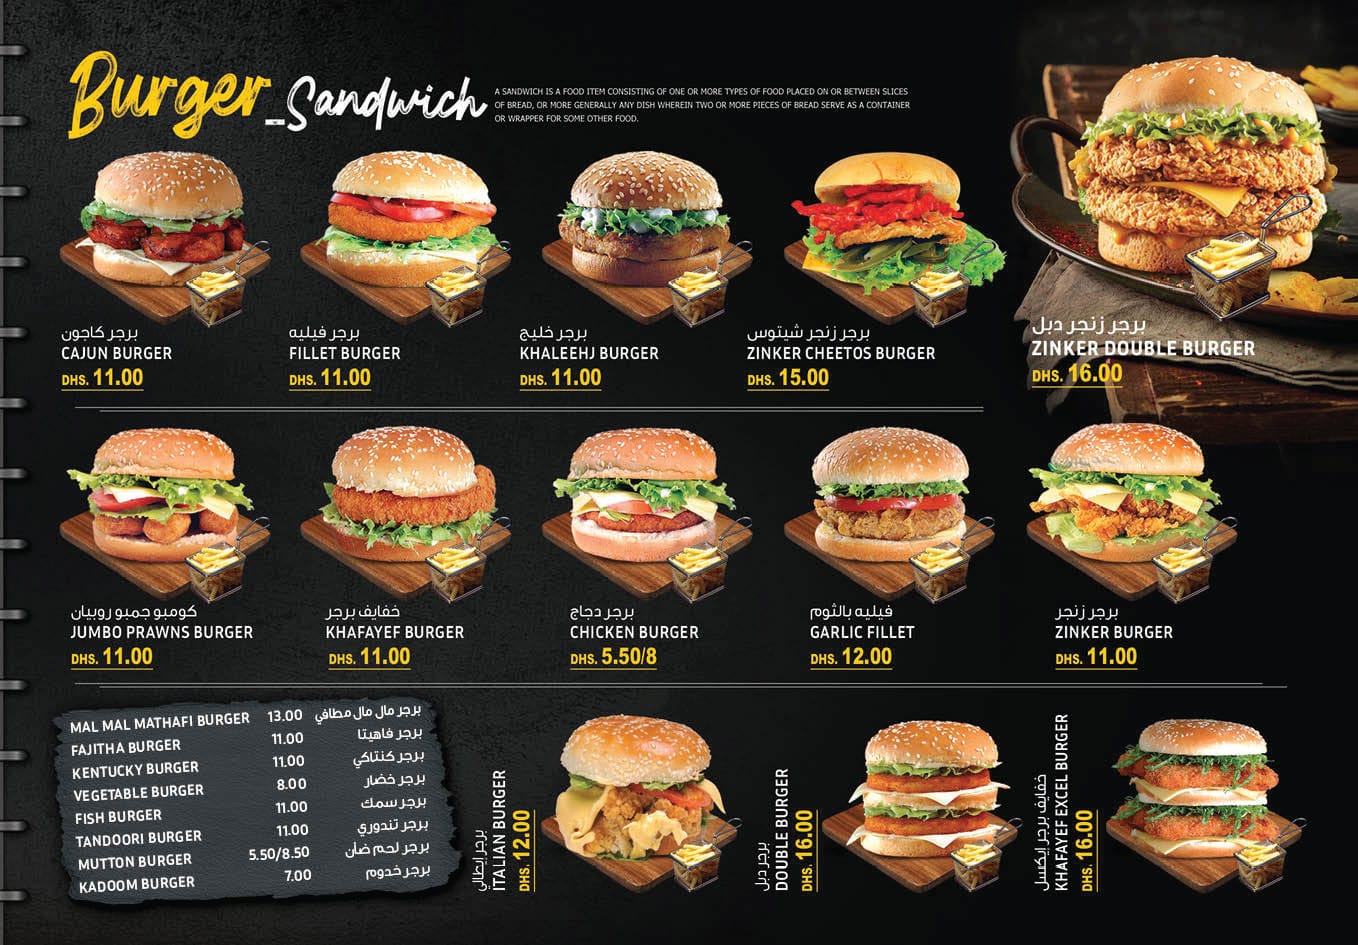 Burger Sandwich
A SANDWICH IS A FOOD ITEM CONSISTING OF ONE OR MORE TYPES OF FOOD PLACED ON OR BETWEEN SLICES
OF BREAD, OR MORE GENERALLY ANY DISH WHEREIN TWO OR MORE PIECES OF BREAD SERVE AS A CONTAINER
OR WRAPPER FOR SOME OTHER FOOD.
برجر كاجون
CAJUN BURGER
DHS. 11.00
برجر فيليه
FILLET BURGER
DHS. 11.00
برجر خليج
KHALEEHJ BURGER
DHS. 11.00
برجر زنجر شيتوس
ZINKER CHEETOS BURGER
DHS. 15.00
برجر زنجر دبل
ZINKER DOUBLE BURGER
DHS. 16.00
كومبو جمبو روبيان
JUMBO PRAWNS BURGER
DHS. 11.00
خفايف برجر
KHAFAYEF BURGER
DHS. 11.00
برجر دجاج
CHICKEN BURGER
DHS. 5.50/8
فيليه بالثوم
GARLIC FILLET
DHS. 12.00
برجر زنجر
ZINKER BURGER
DHS. 11.00
MAL MAL MATHAFI BURGER 13.00 برجر مال مال مطافي
FAJITHA BURGER 11.00 برجر فاهيتا
KENTUCKY BURGER 11.00 برجر كنتاكي
VEGETABLE BURGER 8.00 برجر خضار
FISH BURGER 11.00 برجر سمك
TANDOORI BURGER 11.00 برجر تندوري
MUTTON BURGER 5.50/8.50 برجر لحم ضأن
KADOOM BURGER 7.00 برجر خدوم
برجر إيطالي
ITALIAN BURGER
DHS. 12.00
برجر دبل
DOUBLE BURGER
DHS. 16.00
خفايف برجر إيكسل
KHAFAYEF EXCEL BURGER
DHS. 16.00